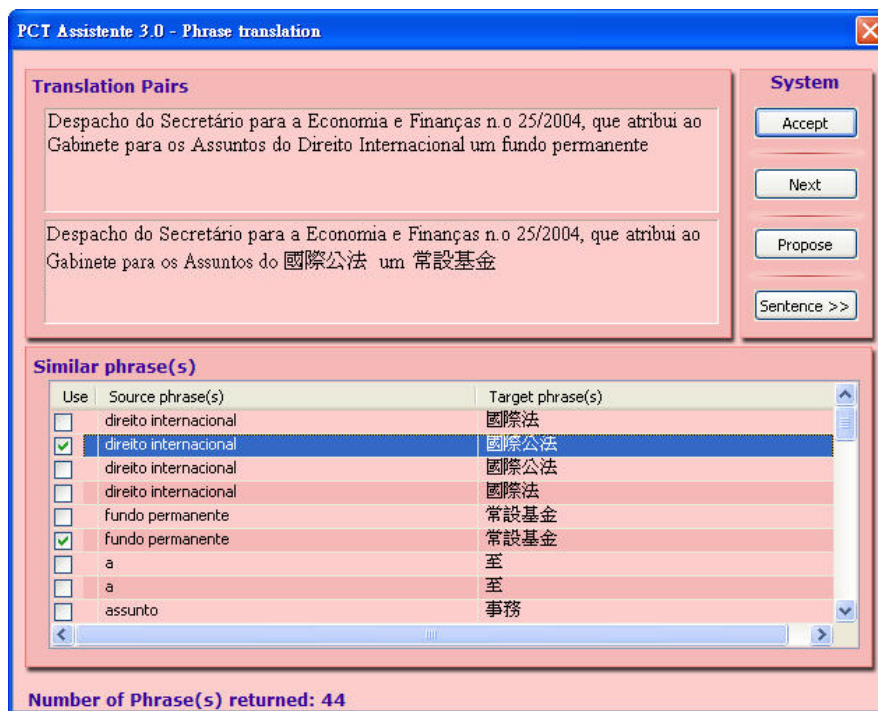 PCT Assistente 3.0 - Phrase translation
Translation Pairs
Despacho do Secretário para a Economia e Finanças n.o 25/2004, que atribui ao
Gabinete para os Assuntos do Direito Internacional um fundo permanente
Despacho do Secretário para a Economia e Finanças n.o 25/2004, que atribui ao
Gabinete para os Assuntos do 國際公法 um 常設基金
System
Accept
Next
Propose
Sentence >>
Similar phrase(s)
Use Source phrase(s) Target phrase(s)
direito internacional 國際法
direito internacional 國際公法
direito internacional 國際公法
direito internacional 國際法
fundo permanente 常設基金
fundo permanente 常設基金
a 至
a 至
assunto 事務
Number of Phrase(s) returned: 44